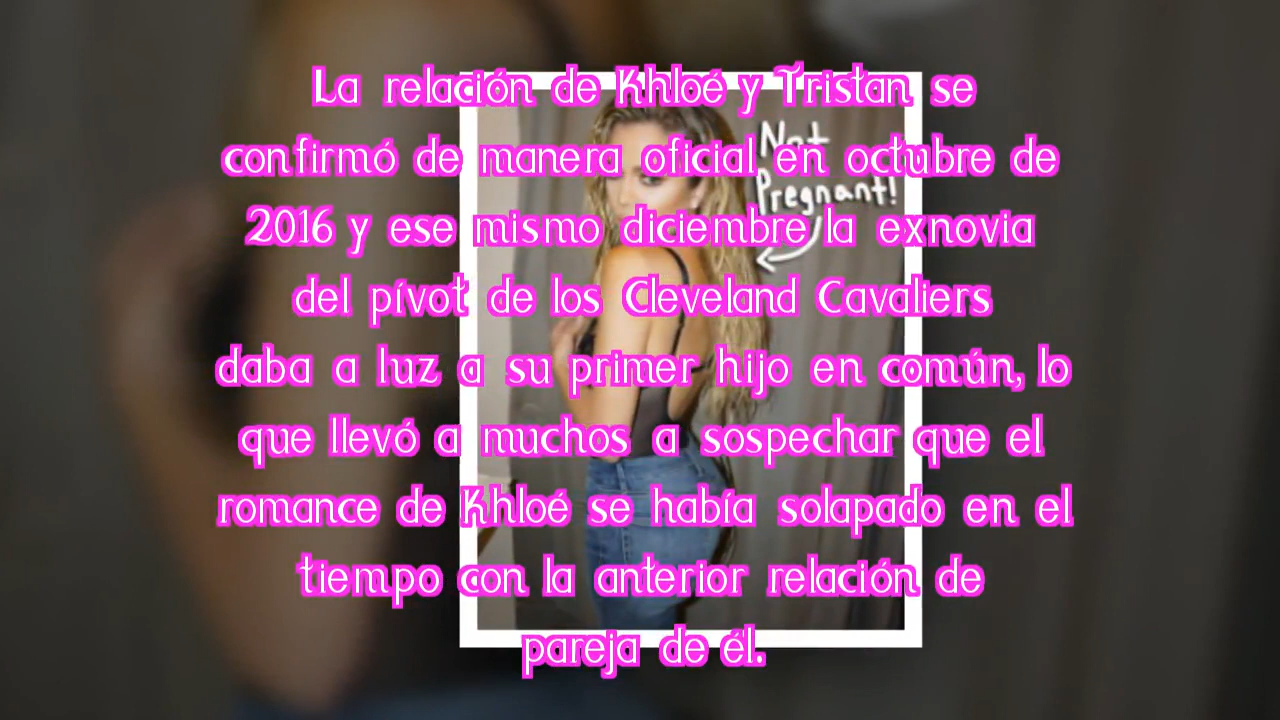 La relación de Khloé y Tristan se
confirmó de manera oficial en octubre de
2016 y ese mismo diciembre la exnovia
del pívot de los Cleveland Cavaliers
daba a luz a su primer hijo en común, lo
que llevó a muchos a sospechar que el
romance de Khloé se había solapado en el
tiempo con la anterior relación de
pareja de él.
Not
Pregnant!